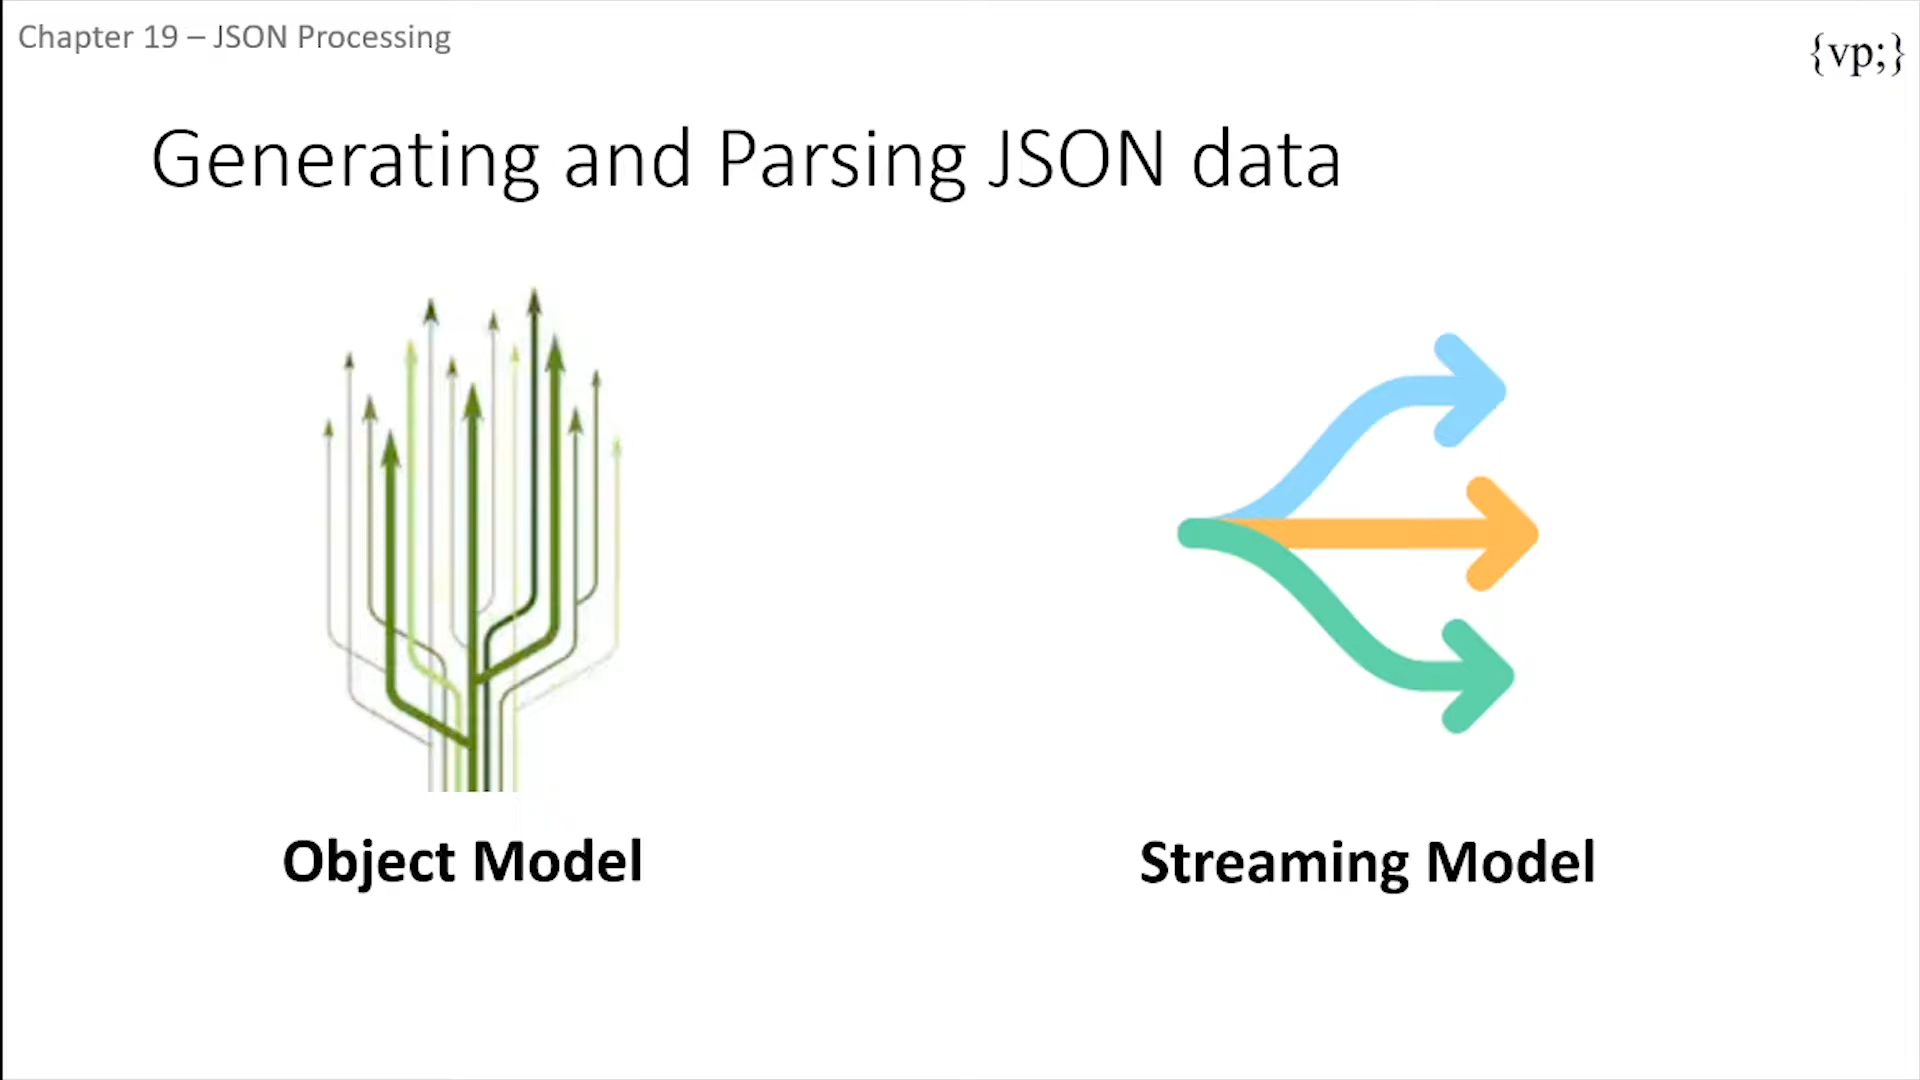 Chapter 19 – JSON Processing
{vp;}
Generating and Parsing JSON data
Object Model
Streaming Model